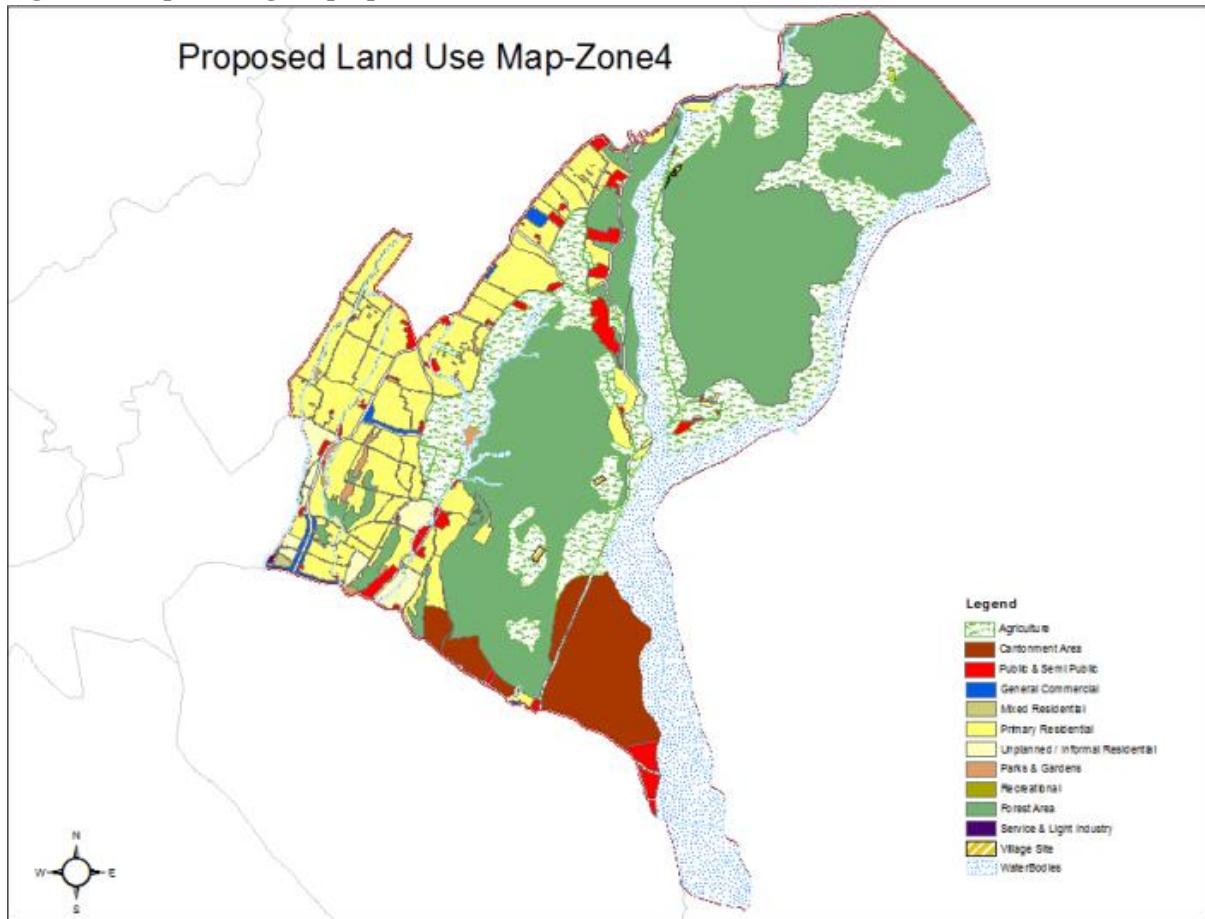 Proposed Land Use Map-Zone4
Legend
Agriculture
Cantonment Area
Public & Semi Public
General Commercial
Mixed Residential
Primary Residential
Unplanned / Informal Residential
Parks & Gardens
Recreational
Forest Area
Service & Light Industry
Village Site
WaterBodies
N
W E
S